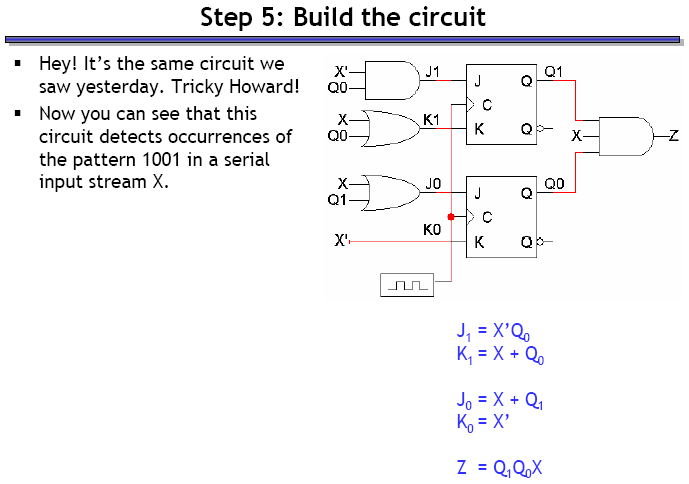 Step 5: Build the circuit
▪ Hey! It's the same circuit we
saw yesterday. Tricky Howard!
▪ Now you can see that this
circuit detects occurrences of
the pattern 1001 in a serial
input stream X.
X'
Q0
J1
J
Q
Q1
C
X
Q0
K1
K
Q
X
Z
X
Q1
J0
J
Q
Q0
C
X'
K0
K
Q
J₁ = X’Q₀
K₁ = X + Q₀
J₀ = X + Q₁
K₀ = X’
Z = Q₁Q₀X